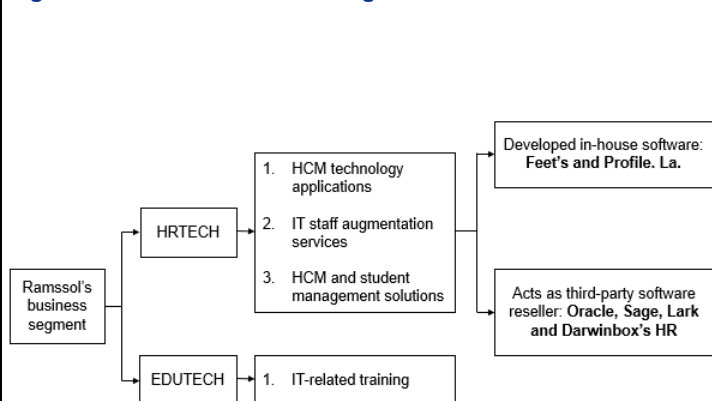 Developed in-house software:
Feet's and Profile. La.
1. HCM technology
applications
2. IT staff augmentation
services
3. HCM and student
management solutions
HRTECH
Ramssol's
business
segment
Acts as third-party software
reseller: Oracle, Sage, Lark
and Darwinbox's HR
EDUTECH
1. IT-related training